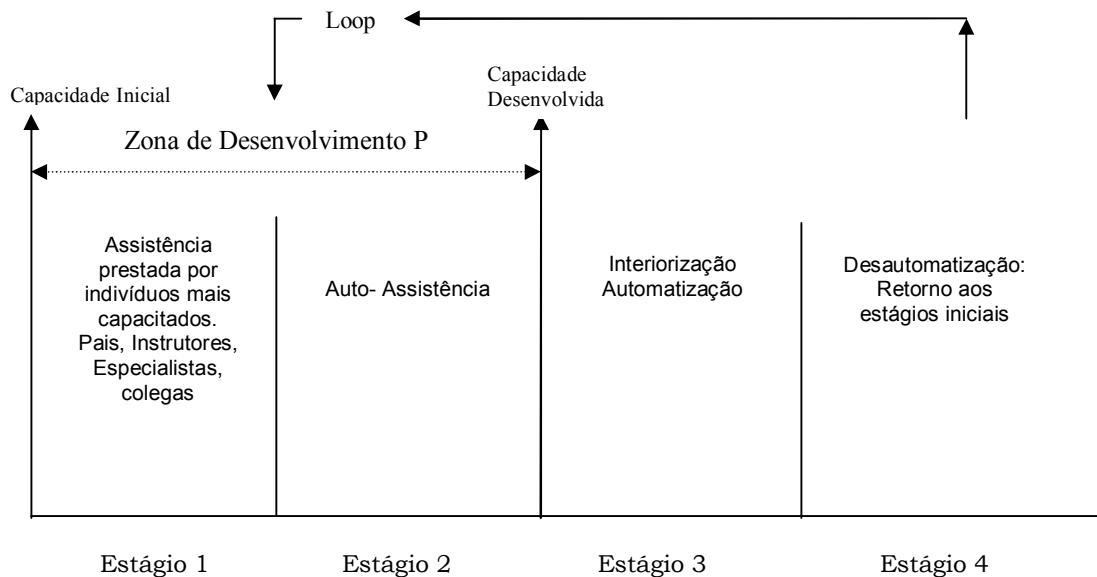 Loop
Capacidade Inicial
Capacidade
Desenvolvida
Zona de Desenvolvimento P
Assistência
prestada por
indivíduos mais
capacitados.
Pais, Instrutores,
Especialistas,
colegas
Auto- Assistência
Interiorização
Automatização
Desautomatização:
Retorno aos
estágios iniciais
Estágio 1
Estágio 2
Estágio 3
Estágio 4